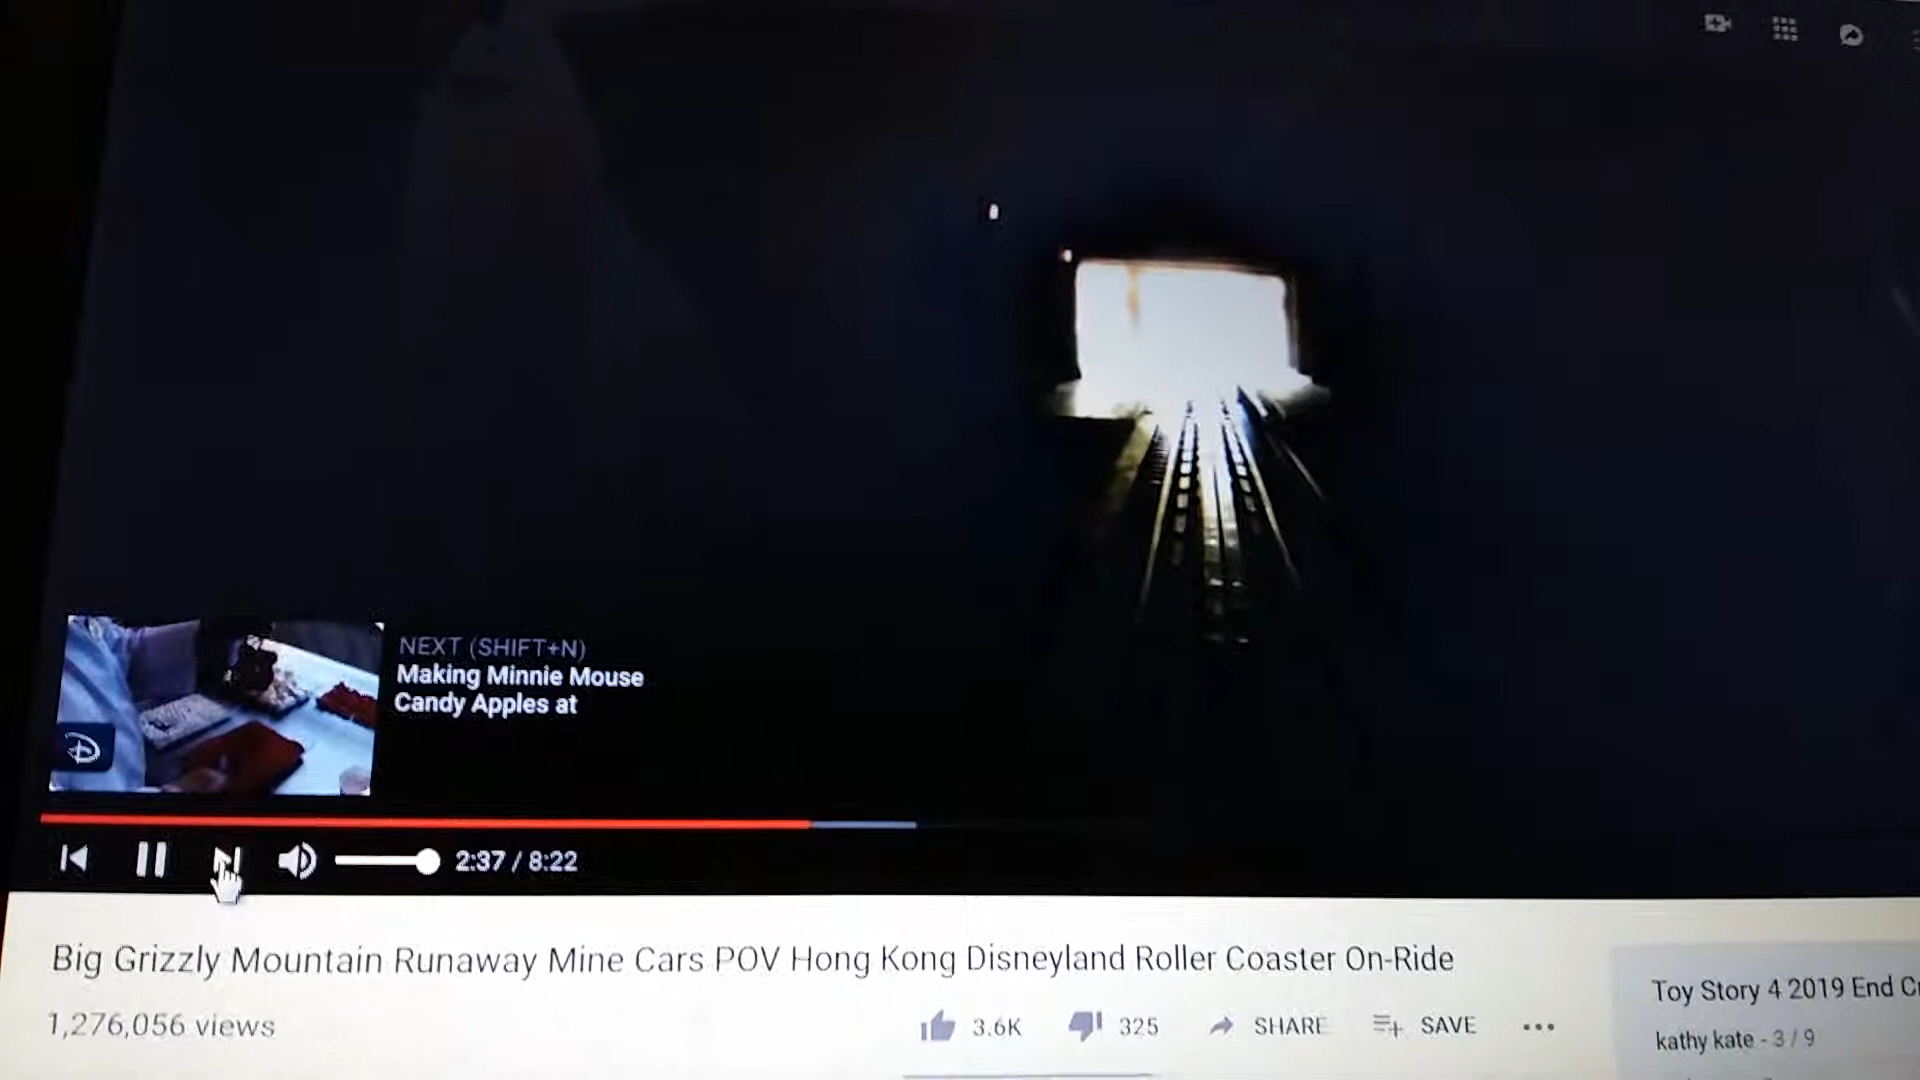 NEXT (SHIFT+N)
Making Minnie Mouse
Candy Apples at
2:37 / 8:22
Big Grizzly Mountain Runaway Mine Cars POV Hong Kong Disneyland Roller Coaster On-Ride
1,276,056 views
3.6K
325
SHARE
SAVE
Toy Story 4 2019 End
kathy kate - 3 / 9